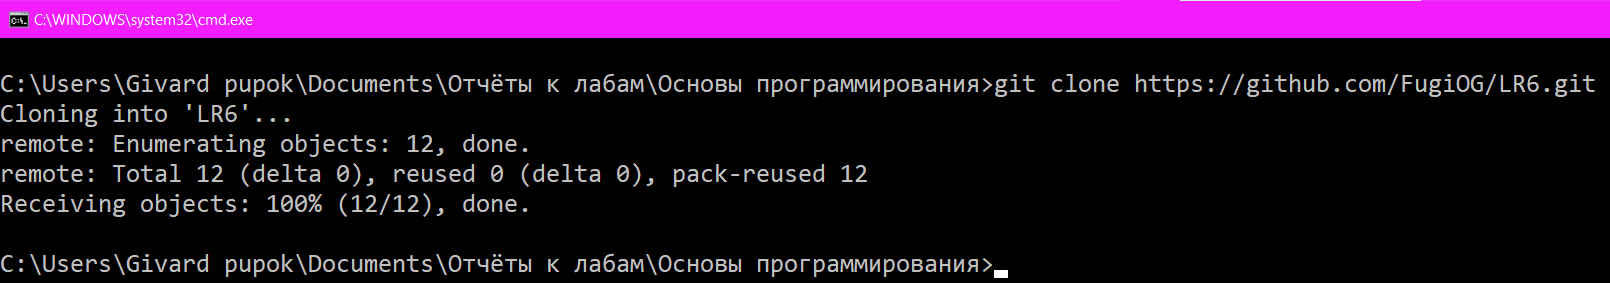 C:\WINDOWS\system32\cmd.exe
C:\Users\Givard pupok\Documents\Отчёты к лабам\Основы программирования>git clone https://github.com/FugiOG/LR6.git
Cloning into 'LR6'...
remote: Enumerating objects: 12, done.
remote: Total 12 (delta 0), reused 0 (delta 0), pack-reused 12
Receiving objects: 100% (12/12), done.
C:\Users\Givard pupok\Documents\Отчёты к лабам\Основы программирования>